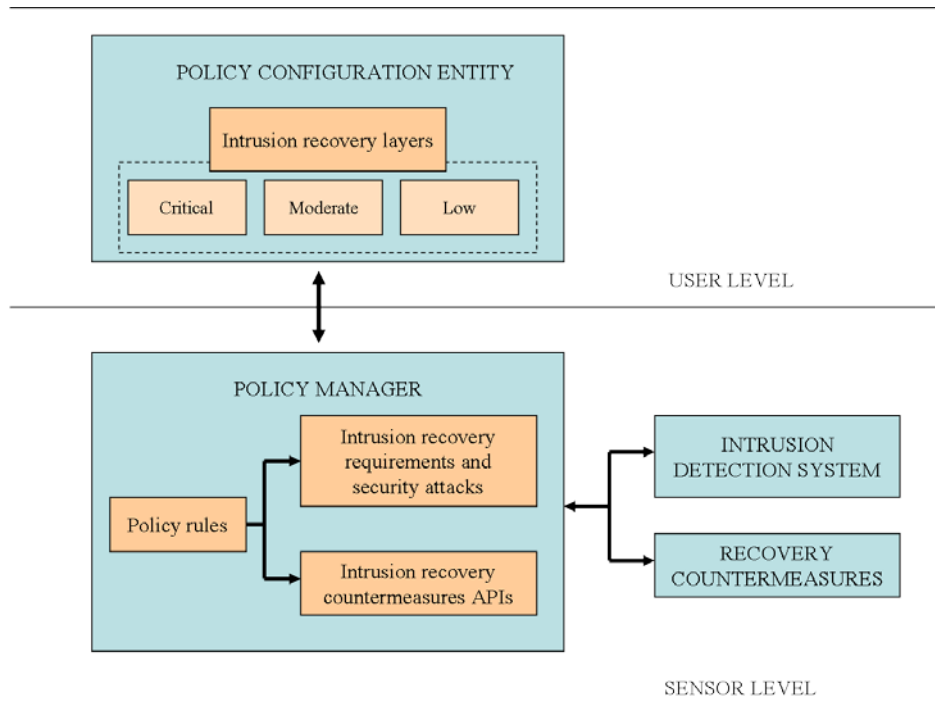 POLICY CONFIGURATION ENTITY
Intrusion recovery layers
Critical
Moderate
Low
USER LEVEL
POLICY MANAGER
Intrusion recovery
requirements and
security attacks
Policy rules
Intrusion recovery
countermeasures APIs
INTRUSION
DETECTION SYSTEM
RECOVERY
COUNTERMEASURES
SENSOR LEVEL